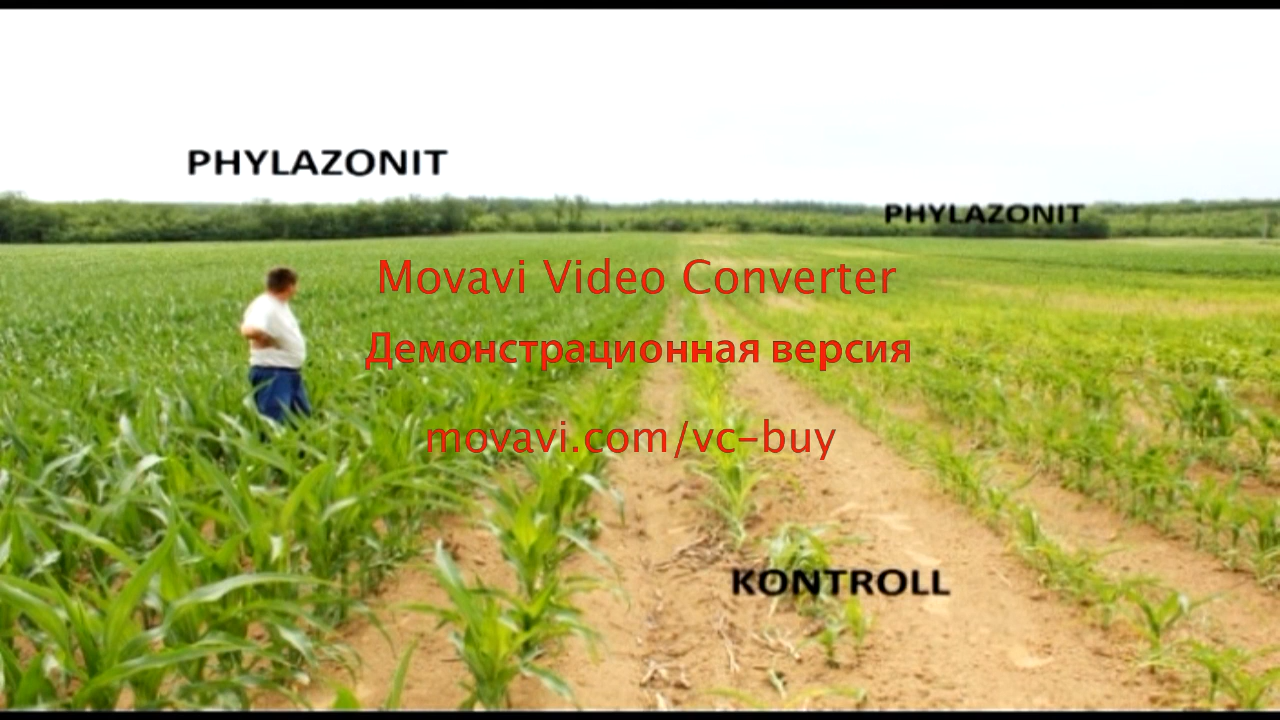 PHYLAZONIT
PHYLAZONIT
Movavi Video Converter
Демонстрационная версия
movavi.com/vc-buy
KONTROLL